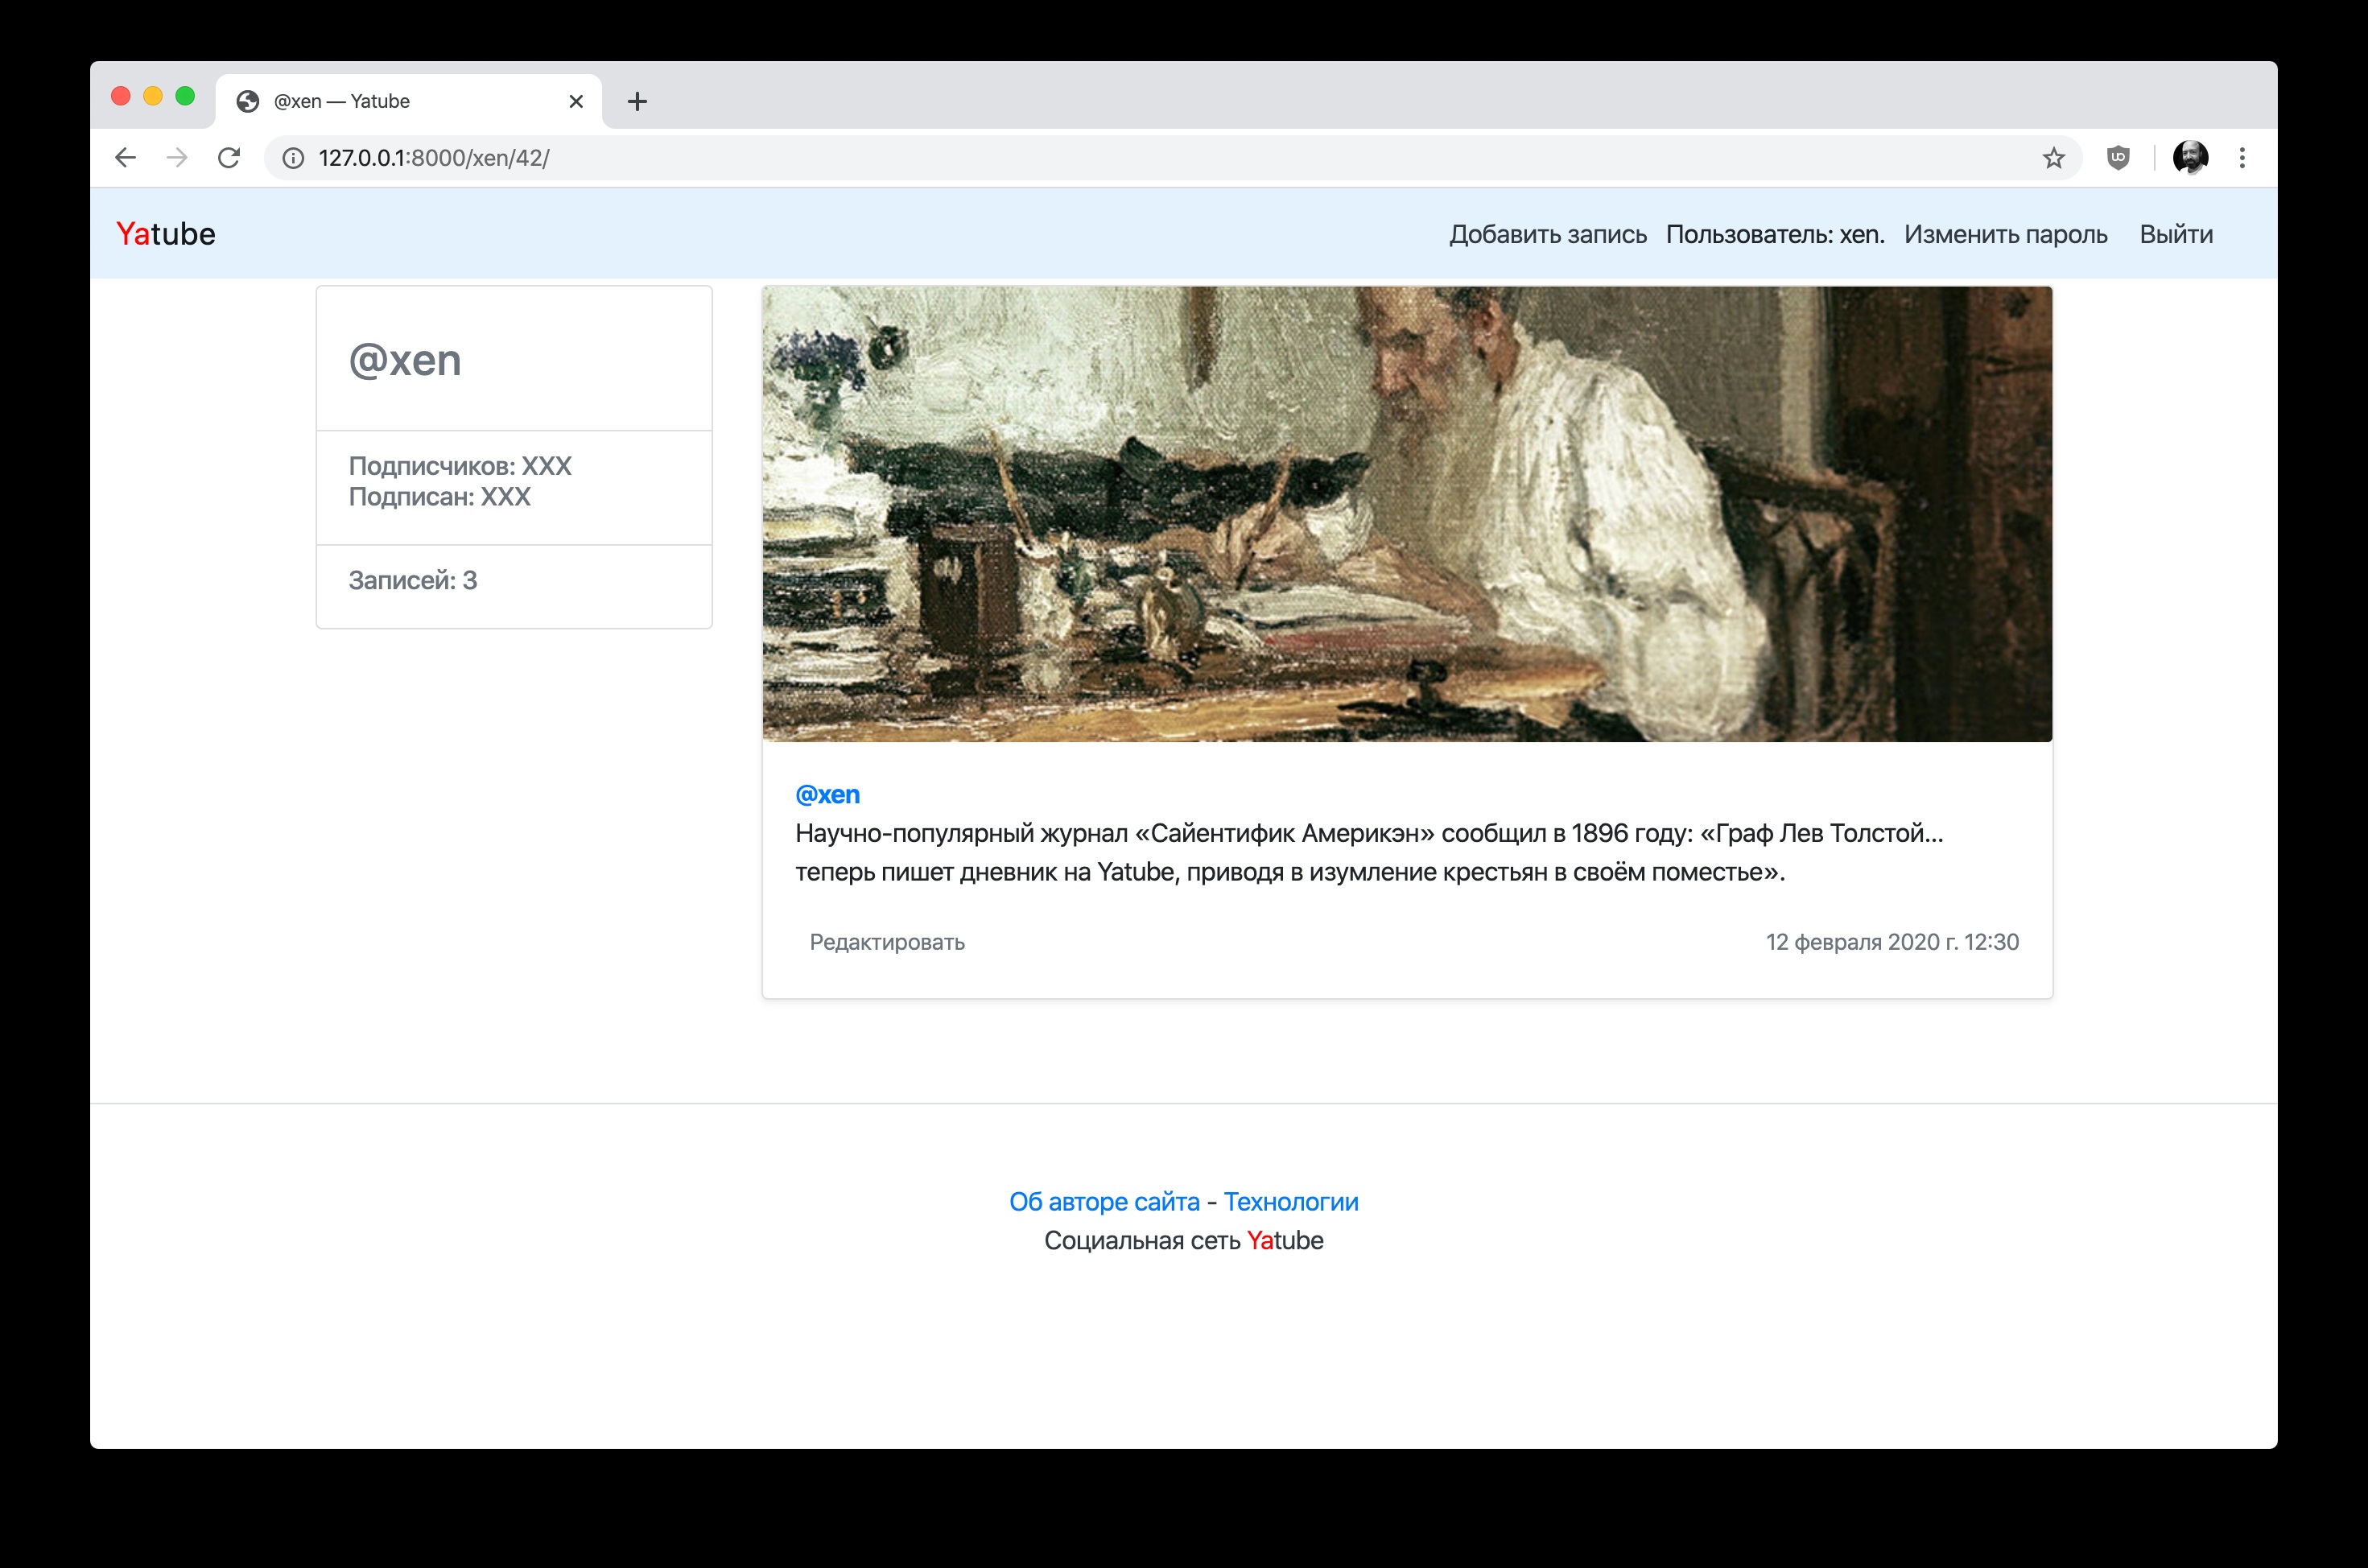 @xen — Yatube
127.0.0.1:8000/xen/42/
Yatube
Добавить запись Пользователь: xen. Изменить пароль Выйти
@xen
Подписчиков: XXX
Подписан: XXX
Записей: 3
@xen
Научно-популярный журнал «Сайентифик Америкэн» сообщил в 1896 году: «Граф Лев Толстой...
теперь пишет дневник на Yatube, приводя в изумление крестьян в своём поместье».
Редактировать 12 февраля 2020 г. 12:30
Об авторе сайта - Технологии
Социальная сеть Yatube